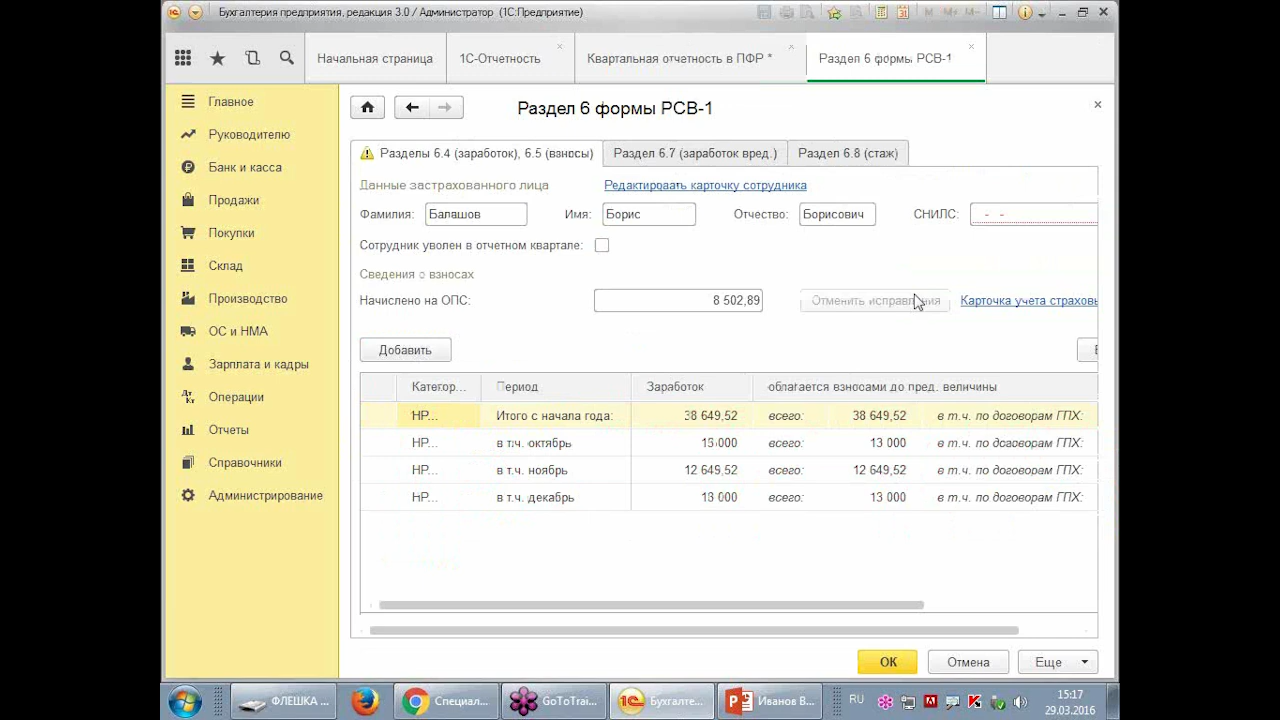 Бухгалтерия предприятия, редакция 3.0 / Администратор (1С:Предприятие)
M M+ M-
Начальная страница 1С-Отчетность Квартальная отчетность в ПФР * Раздел 6 формы РСВ-1
Главное
Руководителю
Банк и касса
Продажи
Покупки
Склад
Производство
ОС и НМА
Зарплата и кадры
Операции
Отчеты
Справочники
Администрирование
Раздел 6 формы РСВ-1
Разделы 6.4 (заработок), 6.5 (взносы) Раздел 6.7 (заработок вред.) Раздел 6.8 (стаж)
Данные застрахованного лица Редактировать карточку сотрудника
Фамилия: Балашов Имя: Борис Отчество: Борисович СНИЛС: - -
Сотрудник уволен в отчетном квартале:
Сведения о взносах
Начислено на ОПС: 8 502,89 Отменить исправления Карточка учета страховы
Добавить
Категор... Период Заработок облагается взносами до пред. величины
НР... Итого с начала года: 38 649,52 всего: 38 649,52 в т.ч. по договорам ГПХ:
НР... в т.ч. октябрь 13 000 всего: 13 000 в т.ч. по договорам ГПХ:
НР... в т.ч. ноябрь 12 649,52 всего: 12 649,52 в т.ч. по договорам ГПХ:
НР... в т.ч. декабрь 13 000 всего: 13 000 в т.ч. по договорам ГПХ:
ОК Отмена Еще
ФЛЕШКА ... Специал... GoToTrai... Бухгалте... Иванов В... RU 15:17
29.03.2016